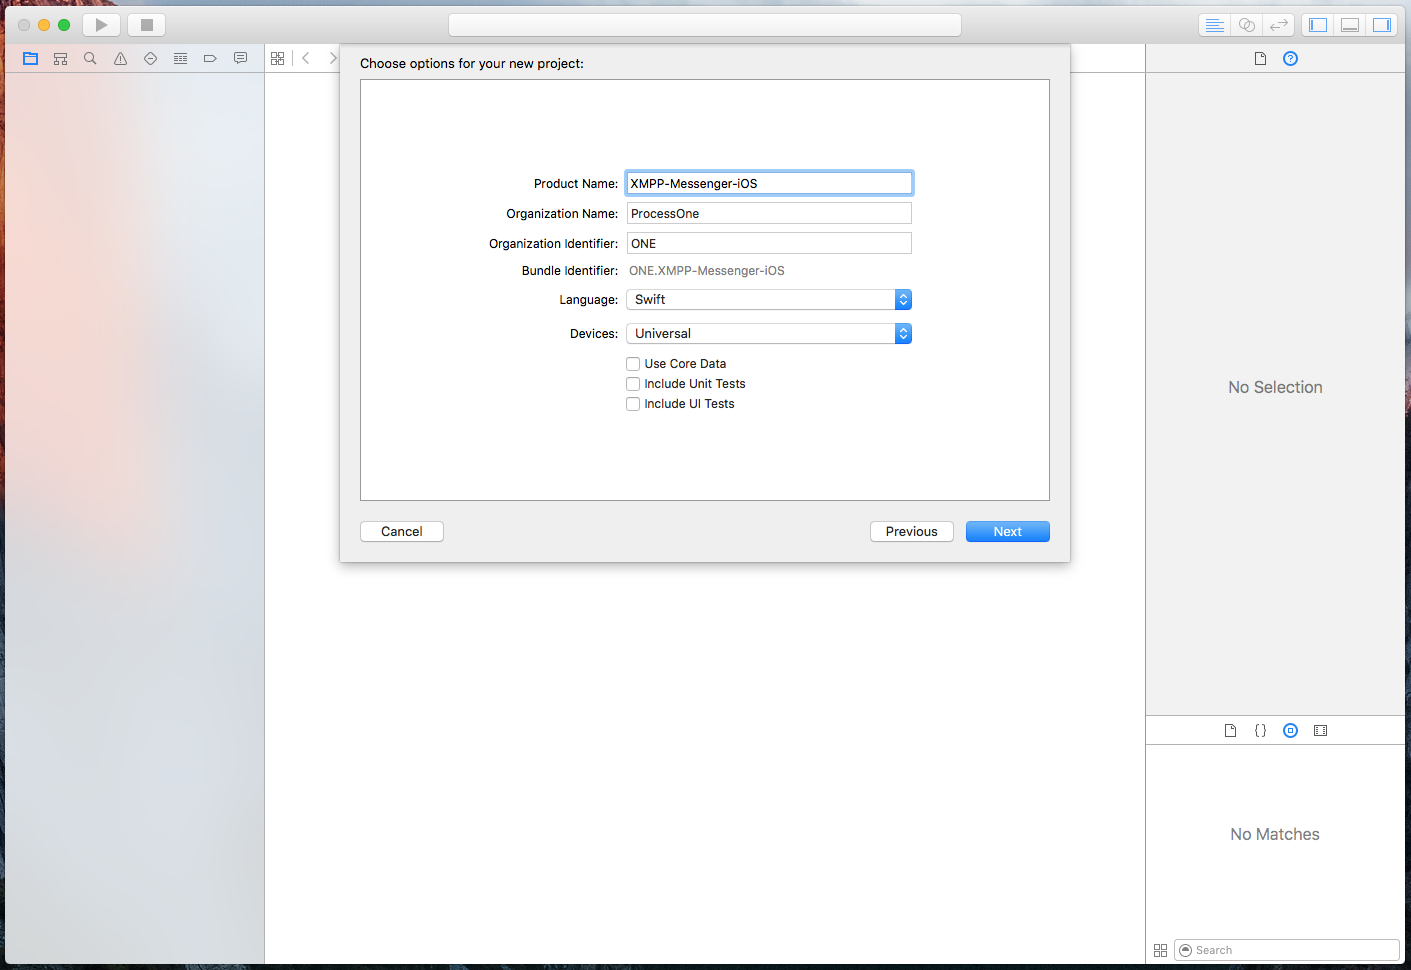 Choose options for your new project:
Product Name: XMPP-Messenger-iOS
Organization Name: ProcessOne
Organization Identifier: ONE
Bundle Identifier: ONE.XMPP-Messenger-iOS
Language: Swift
Devices: Universal
Use Core Data
Include Unit Tests
Include UI Tests
Cancel
Previous
Next
No Selection
No Matches
Search